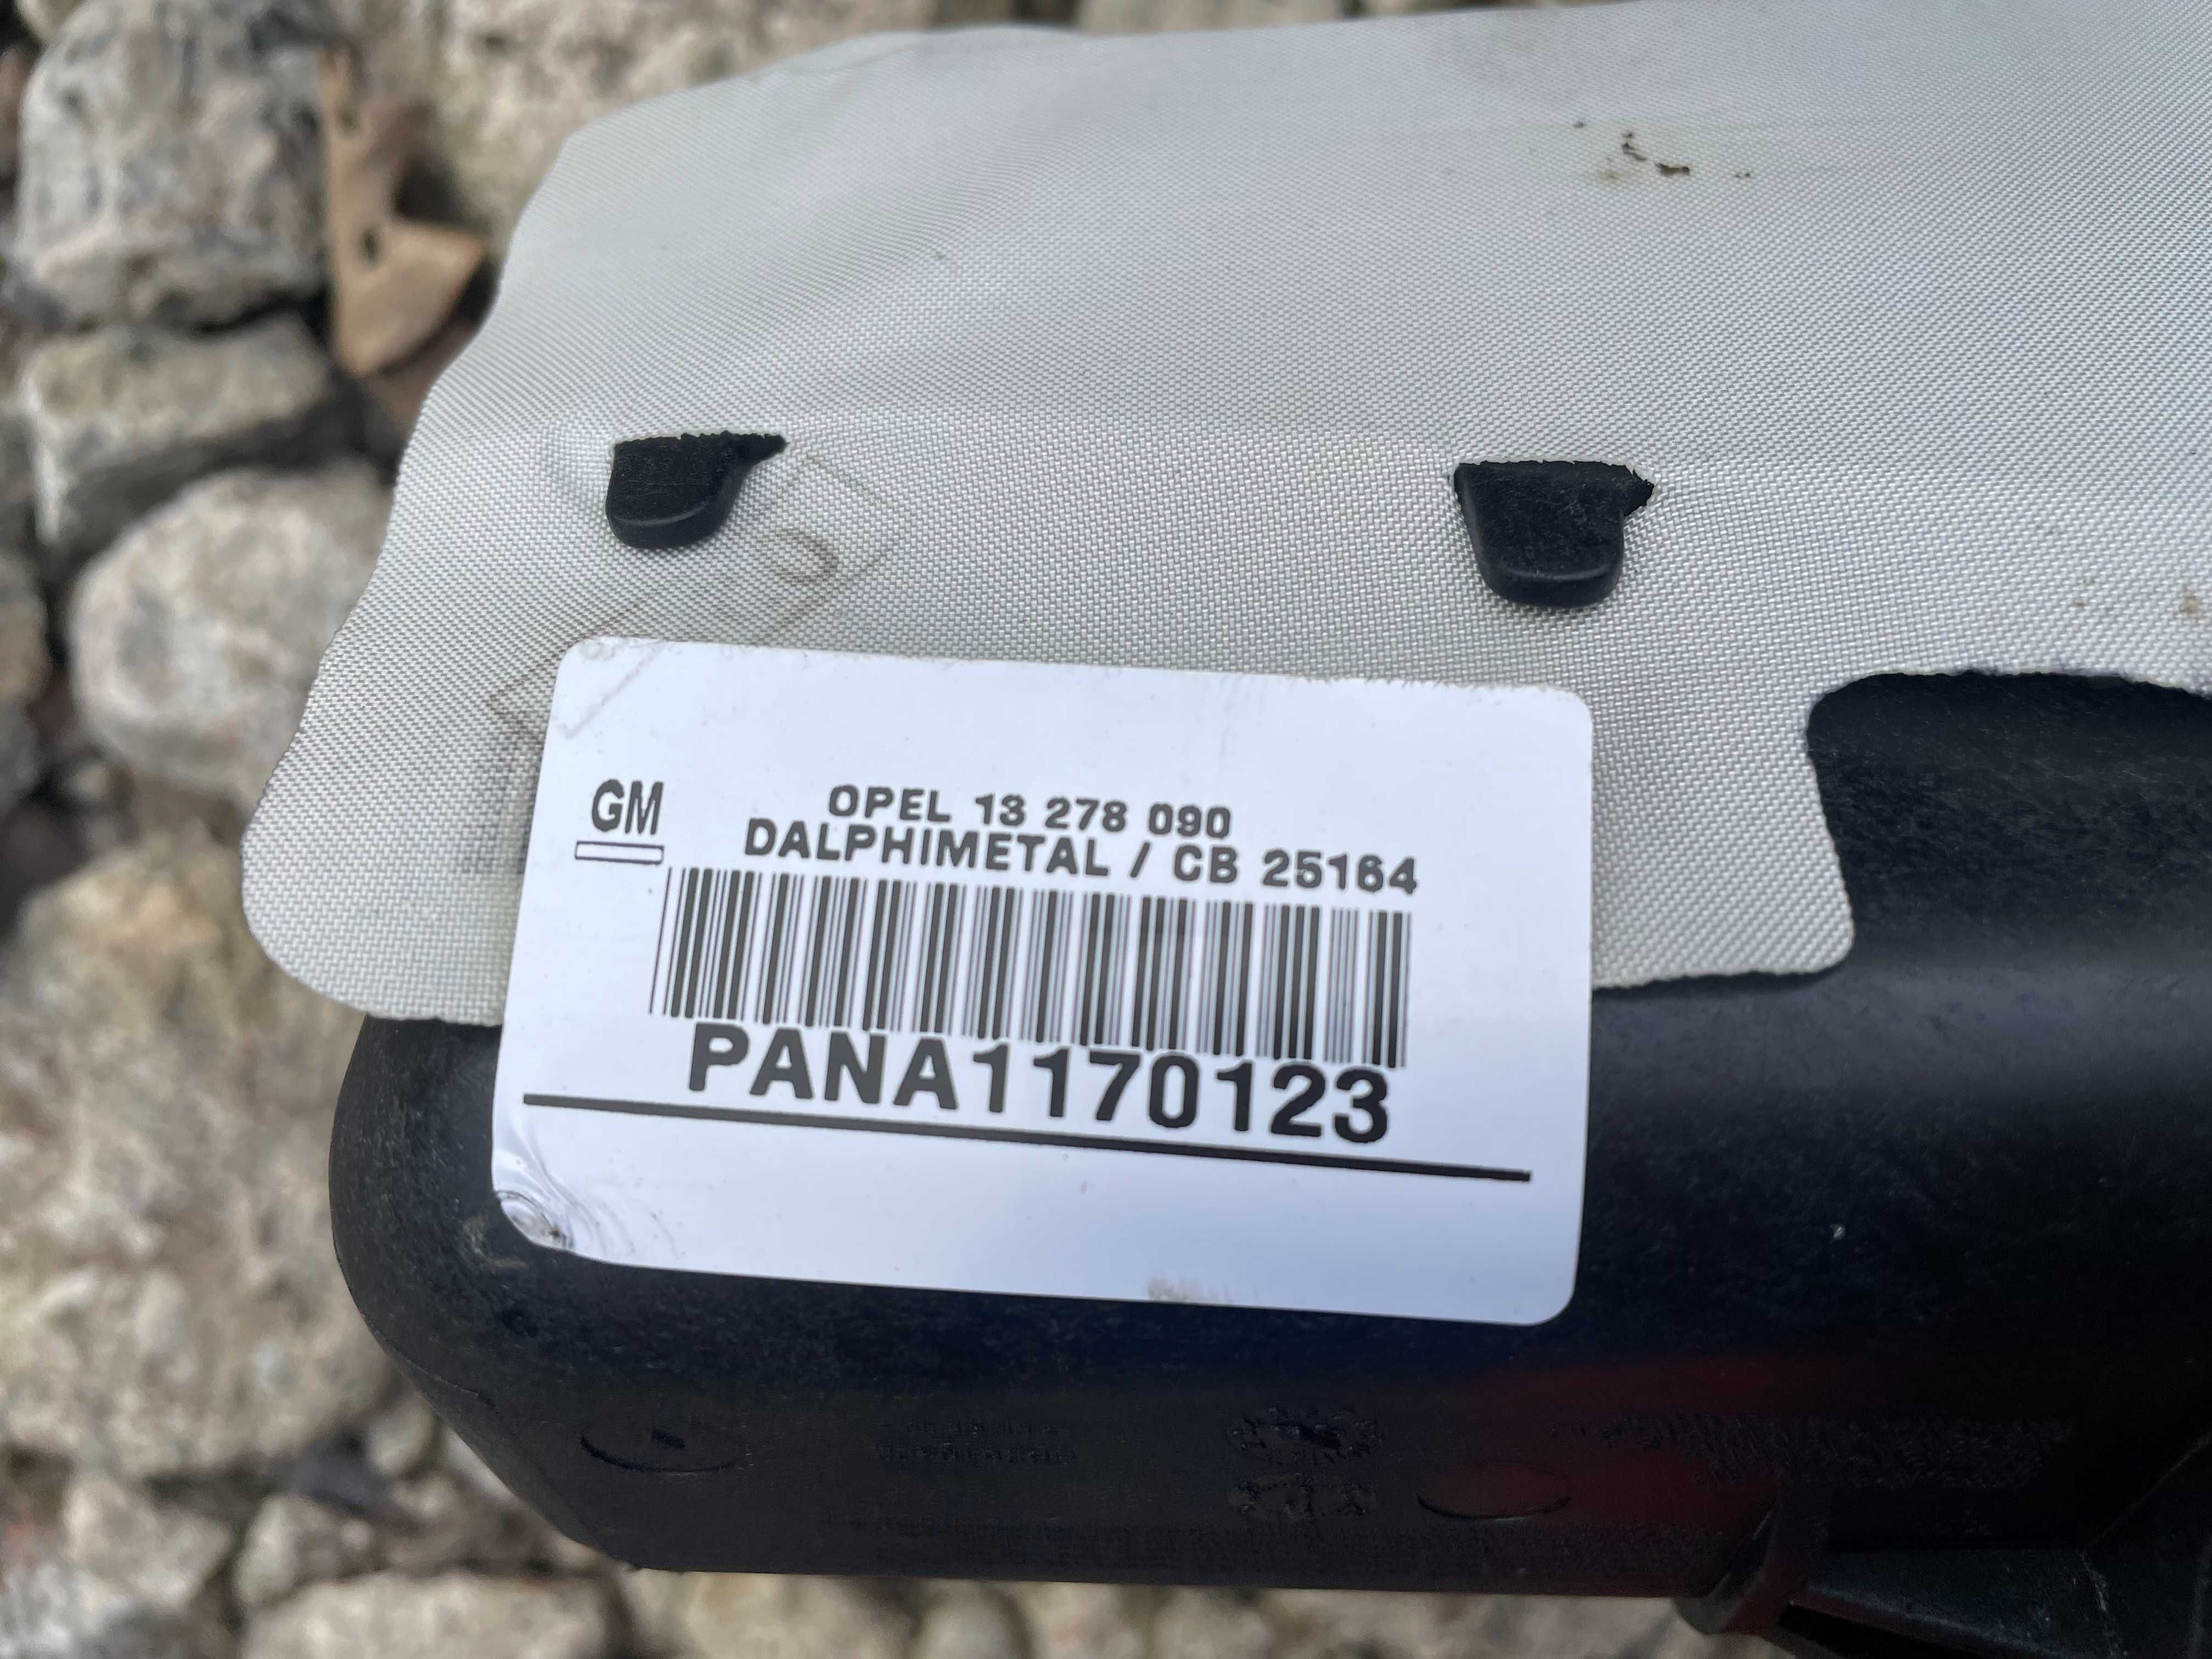 GM
OPEL 13 278 090
DALPHIMETAL / CB 25164
PANA1170123